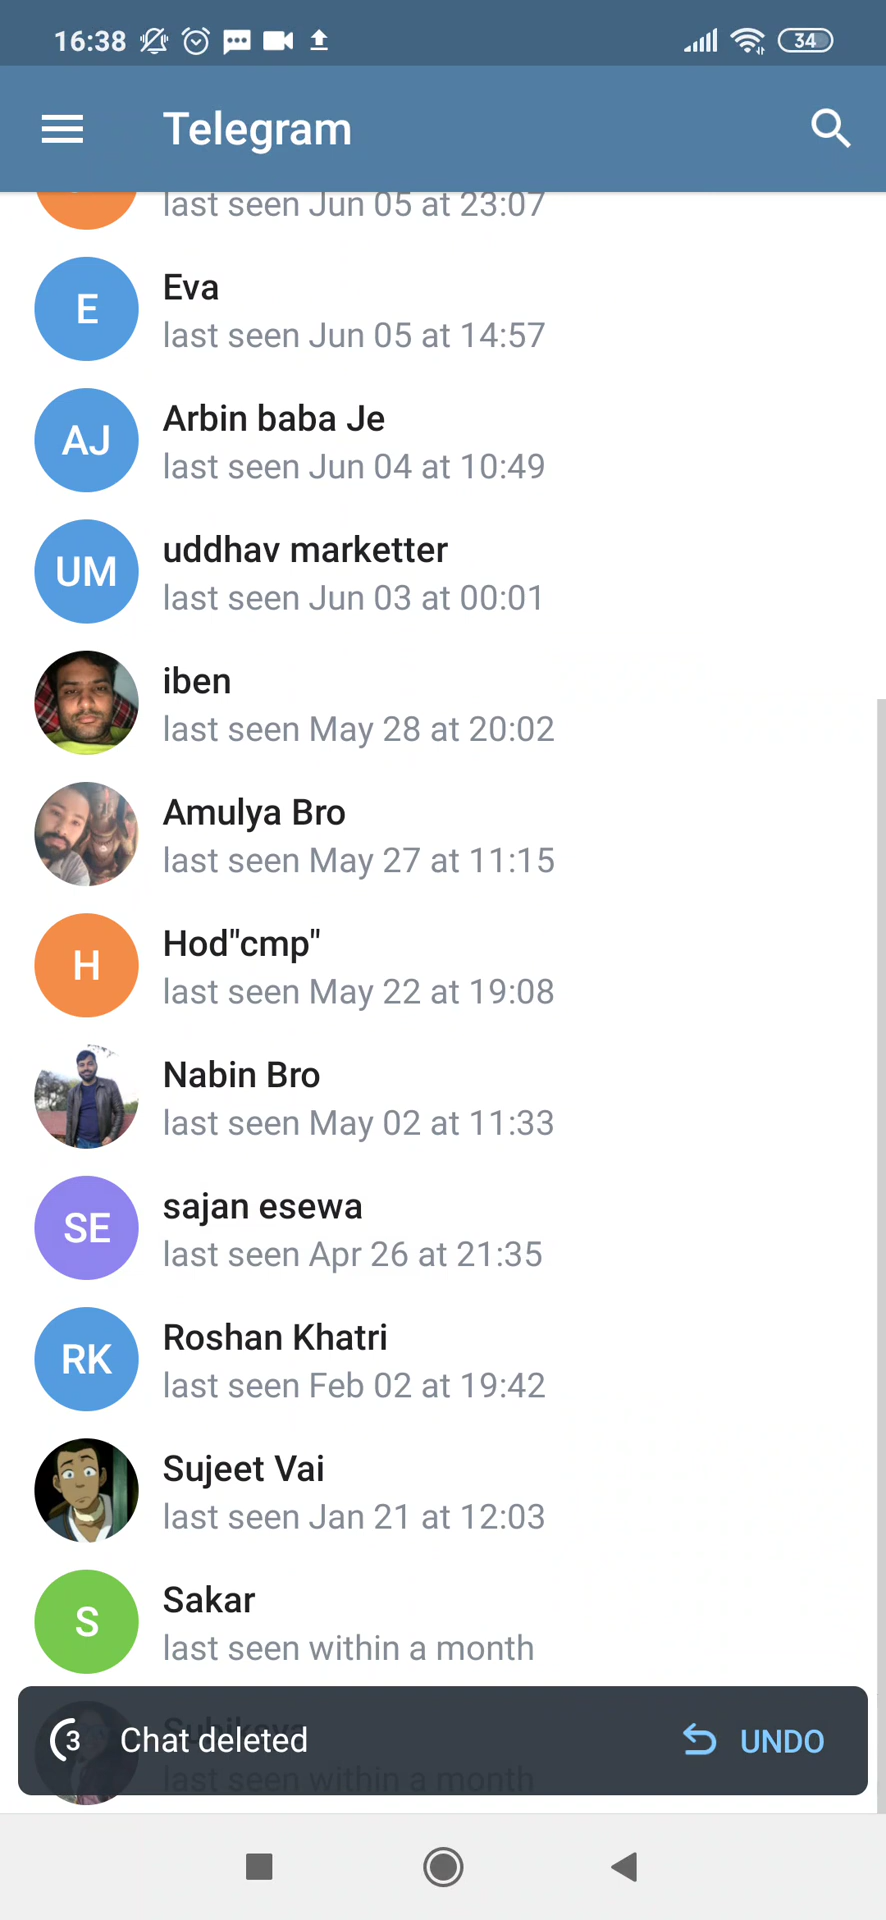 16:38
34
Telegram
last seen Jun 05 at 23:07
E
Eva
last seen Jun 05 at 14:57
AJ
Arbin baba Je
last seen Jun 04 at 10:49
UM
uddhav marketter
last seen Jun 03 at 00:01
iben
last seen May 28 at 20:02
Amulya Bro
last seen May 27 at 11:15
H
Hod"cmp"
last seen May 22 at 19:08
Nabin Bro
last seen May 02 at 11:33
SE
sajan esewa
last seen Apr 26 at 21:35
RK
Roshan Khatri
last seen Feb 02 at 19:42
Sujeet Vai
last seen Jan 21 at 12:03
S
Sakar
last seen within a month
3 Chat deleted UNDO
last seen within a month